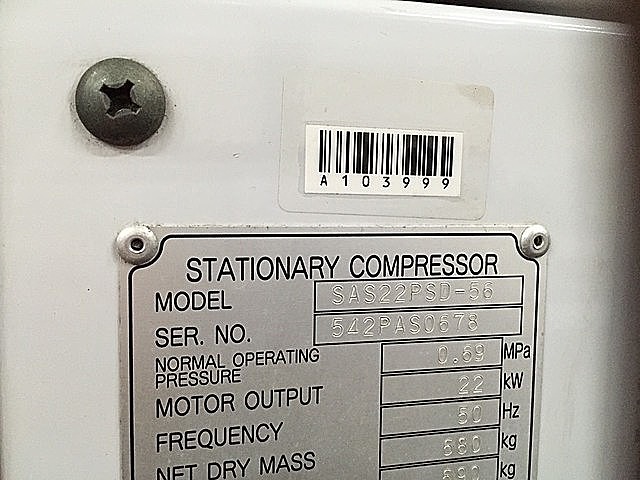 A103999
STATIONARY COMPRESSOR
MODEL SAS22PSD-56
SER. NO. 542PAS0678
NORMAL OPERATING
PRESSURE 0.69 MPa
MOTOR OUTPUT 22 kW
FREQUENCY 50 Hz
NET DRY MASS 580 kg
590 kg